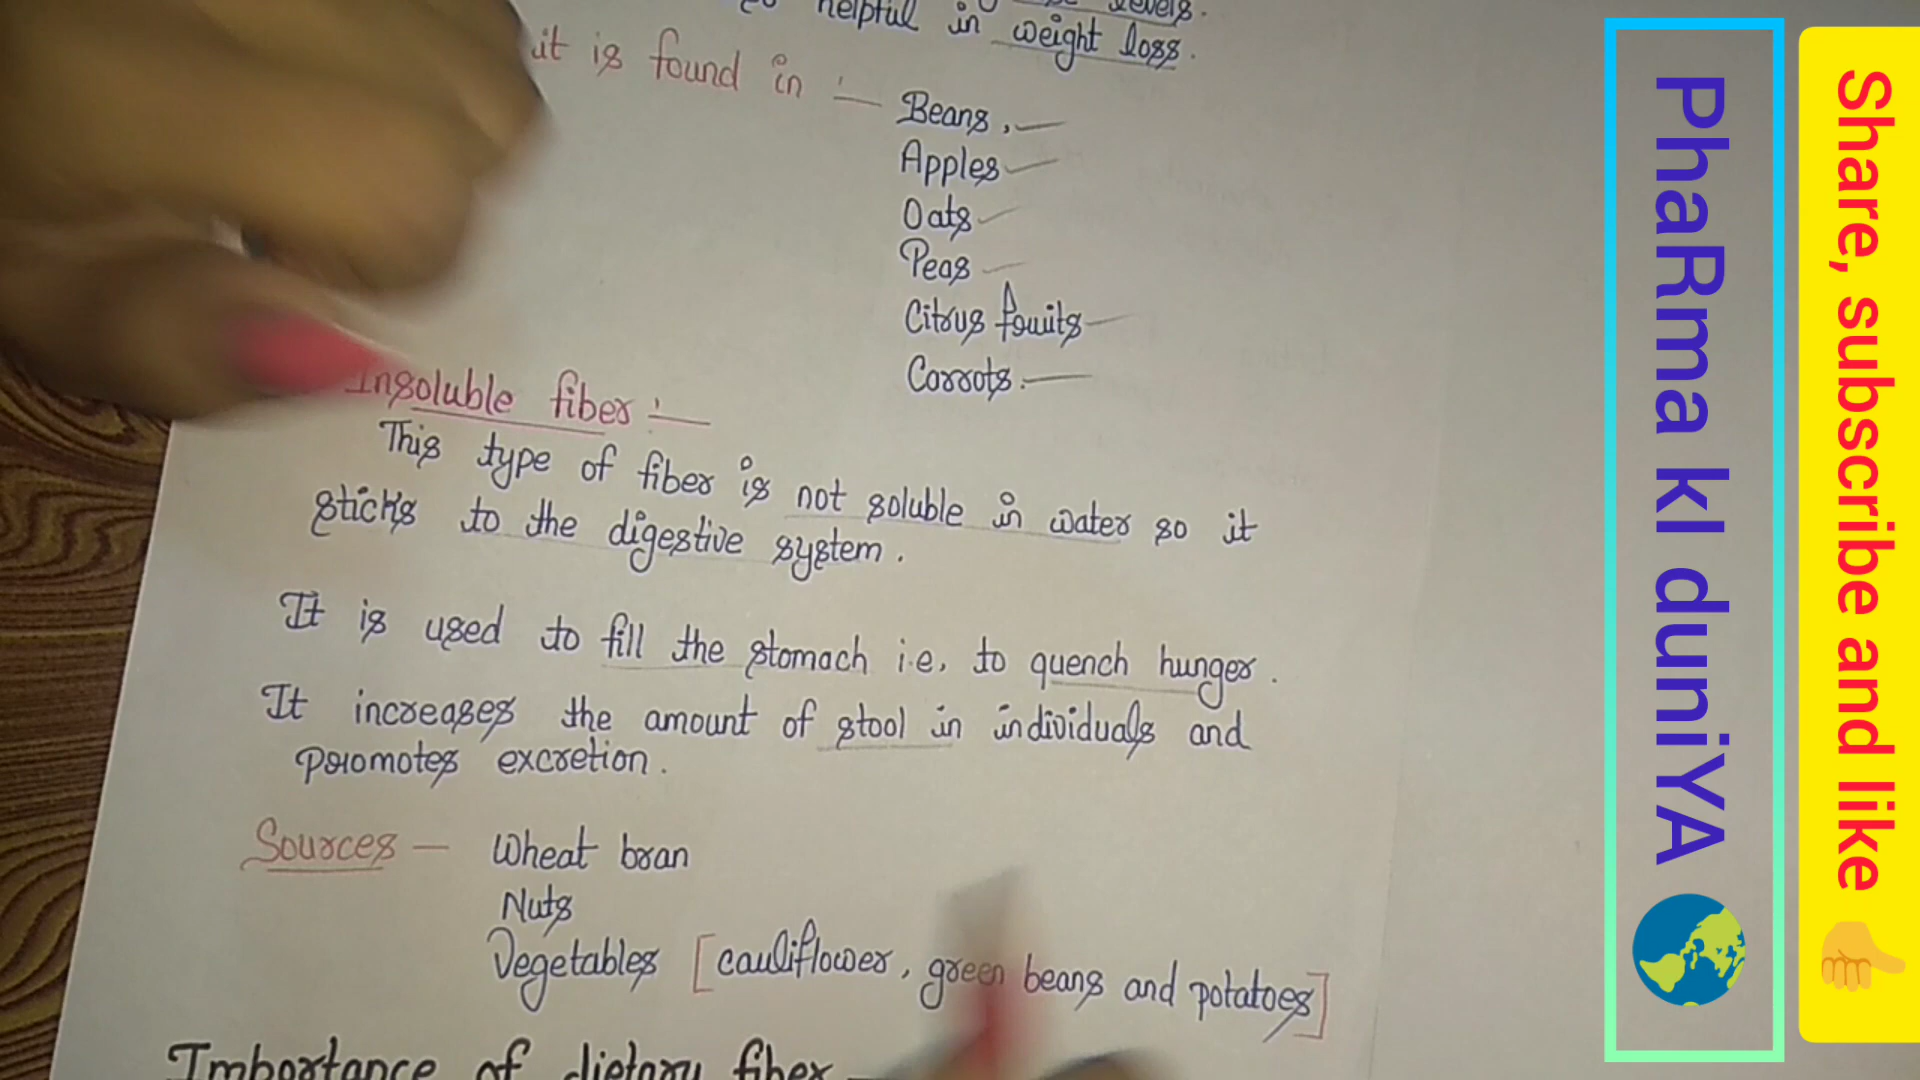 levels.
helpful in weight loss.
it is found in :- Beans,
Apples
Oats
Peas
Citrus fruits
Carrots.
Insoluble fiber :-
This type of fiber is not soluble in water so it
sticks to the digestive system.
It is used to fill the stomach i.e, to quench hunger.
It increases the amount of stool in individuals and
promotes excretion.
Sources - Wheat bran
Nuts
Vegetables [cauliflower, green beans and potatoes]
Importance of dietary fiber
PhaRma kI duniYA 🌏
Share, subscribe and like 👍